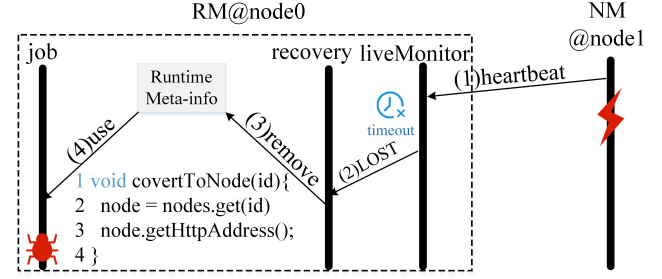 RM@node0
NM
@node1
job
recovery
liveMonitor
Runtime
Meta-info
(1)heartbeat
timeout
(2)LOST
(3)remove
(4)use
1 void covertToNode(id){
2 node = nodes.get(id)
3 node.getHttpAddress();
4 }